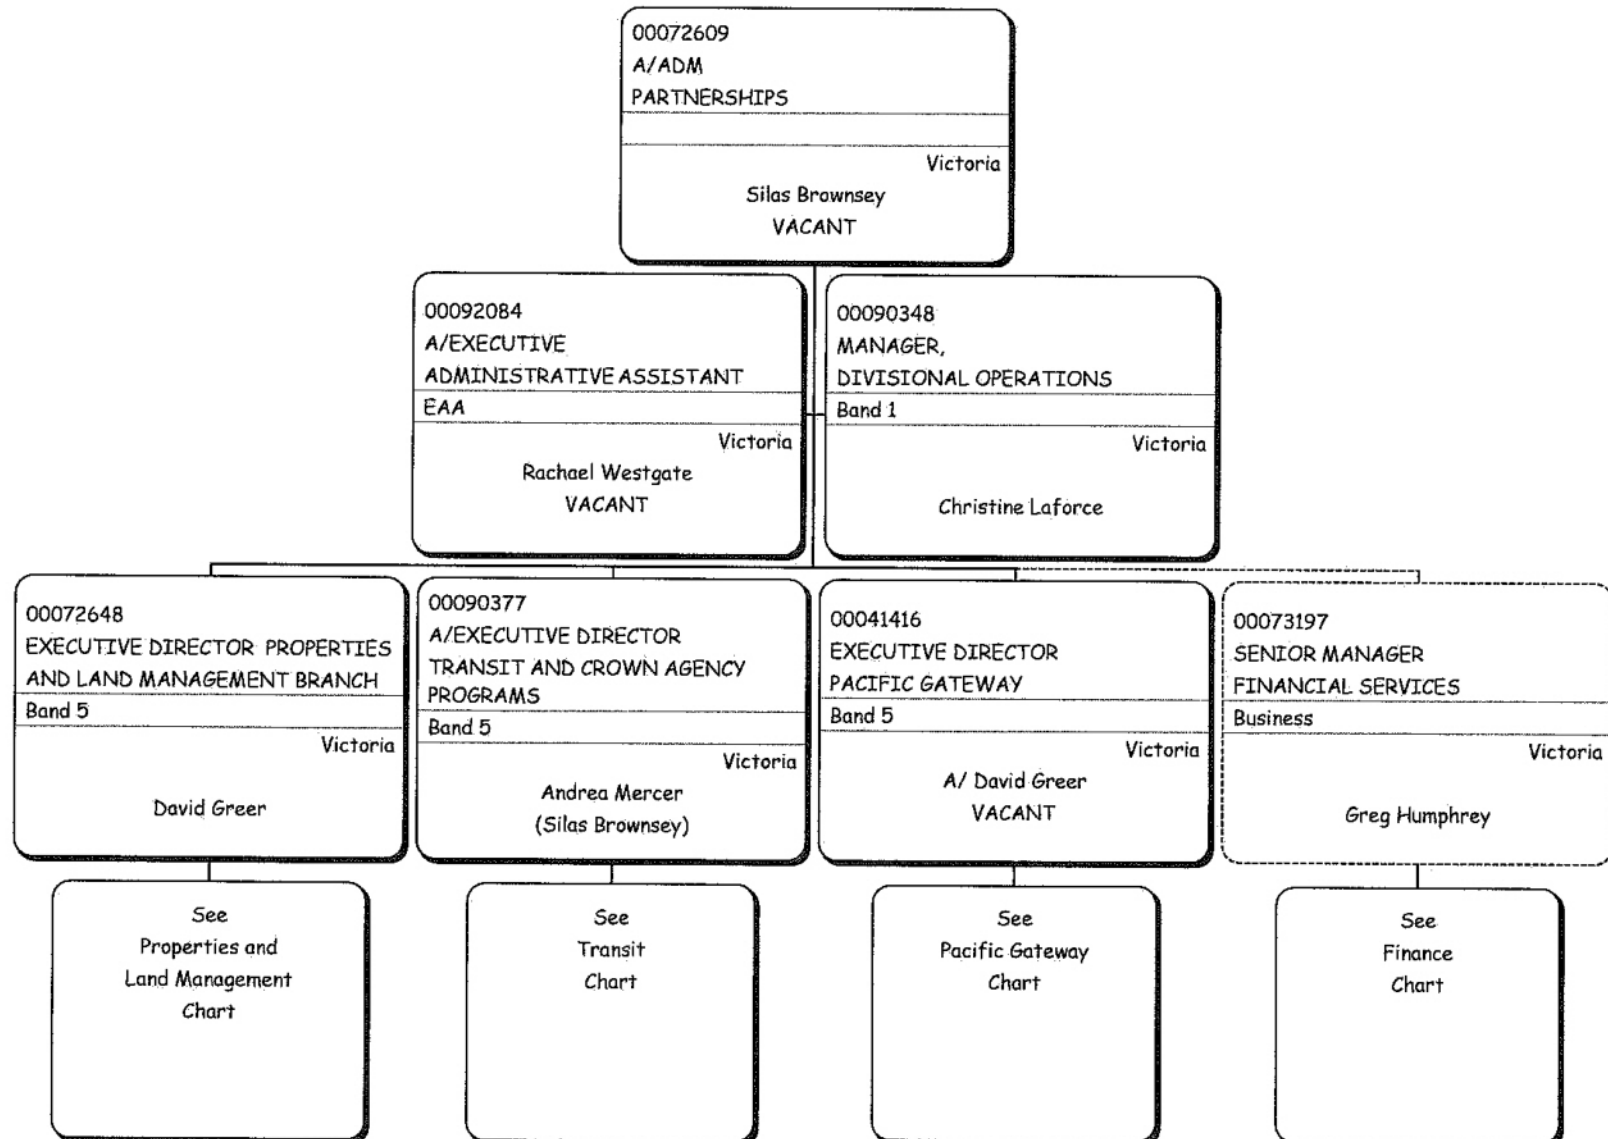 00072609
A/ADM
PARTNERSHIPS
Victoria
Silas Brownsey
VACANT
00092084
A/EXECUTIVE
ADMINISTRATIVE ASSISTANT
EAA
Victoria
Rachael Westgate
VACANT
00090348
MANAGER,
DIVISIONAL OPERATIONS
Band 1
Victoria
Christine Laforce
00072648
EXECUTIVE DIRECTOR PROPERTIES
AND LAND MANAGEMENT BRANCH
Band 5
Victoria
David Greer
00090377
A/EXECUTIVE DIRECTOR
TRANSIT AND CROWN AGENCY
PROGRAMS
Band 5
Victoria
Andrea Mercer
(Silas Brownsey)
00041416
EXECUTIVE DIRECTOR
PACIFIC GATEWAY
Band 5
Victoria
A/ David Greer
VACANT
00073197
SENIOR MANAGER
FINANCIAL SERVICES
Business
Victoria
Greg Humphrey
See
Properties and
Land Management
Chart
See
Transit
Chart
See
Pacific Gateway
Chart
See
Finance
Chart